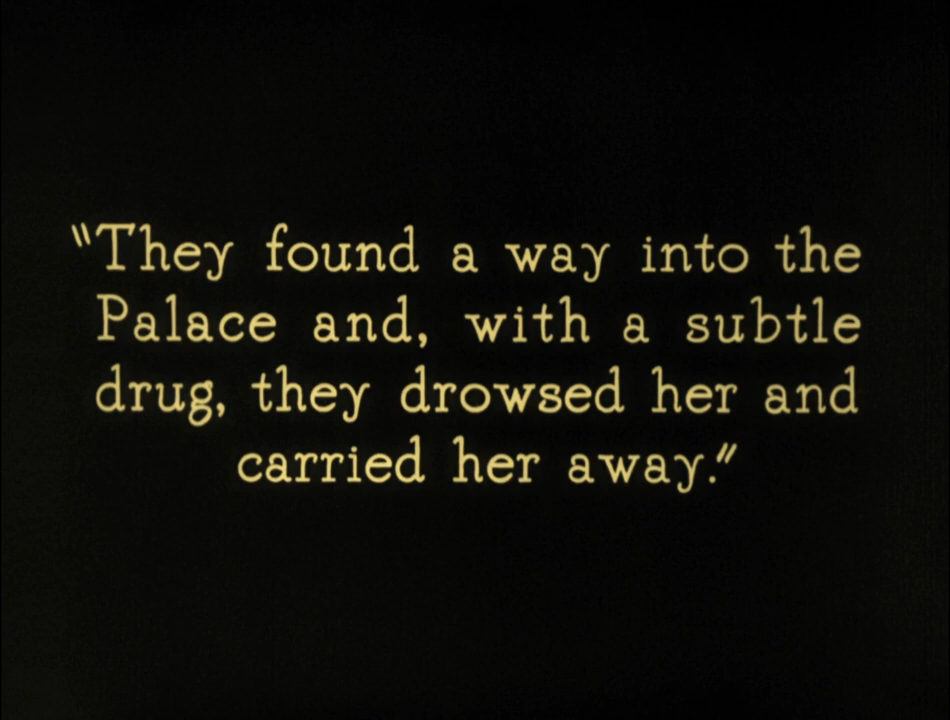 "They found a way into the
Palace and, with a subtle
drug, they drowsed her and
carried her away."